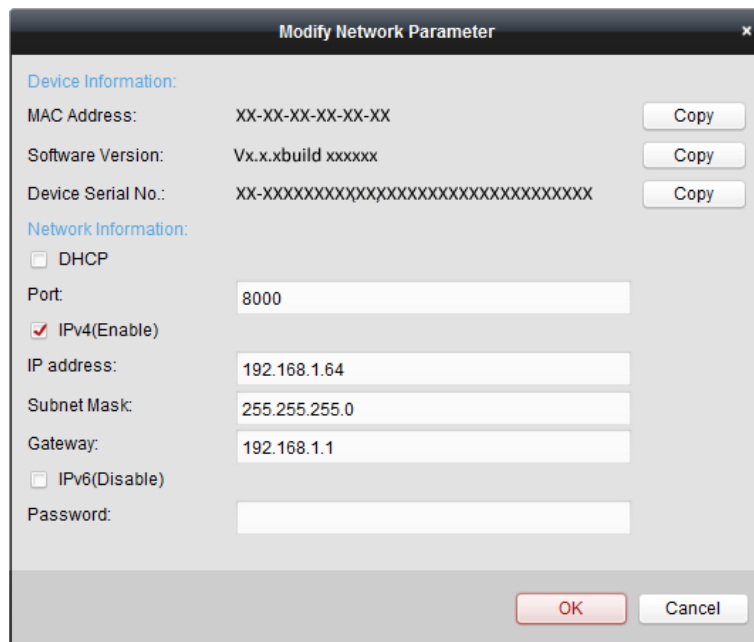 Modify Network Parameter ×
Device Information:
MAC Address: XX-XX-XX-XX-XX-XX Copy
Software Version: Vx.x.xbuild xxxxxx Copy
Device Serial No.: XX-XXXXXXXXXXXXXXXXXXXXXXXXXXXXXXXX Copy
Network Information:
DHCP
Port: 8000
IPv4(Enable)
IP address: 192.168.1.64
Subnet Mask: 255.255.255.0
Gateway: 192.168.1.1
IPv6(Disable)
Password:
OK Cancel